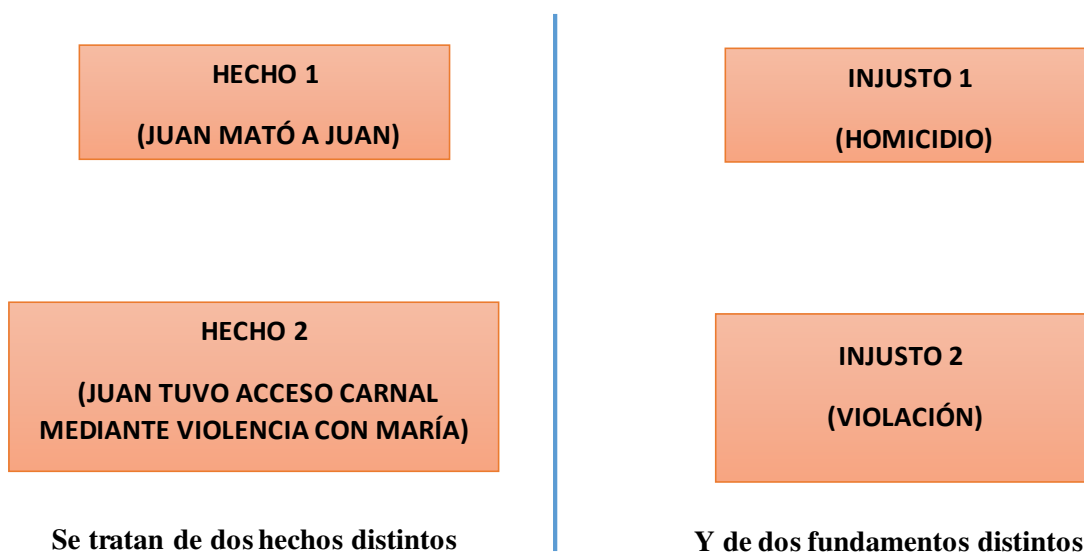 HECHO 1
(JUAN MATÓ A JUAN)
HECHO 2
(JUAN TUVO ACCESO CARNAL
MEDIANTE VIOLENCIA CON MARÍA)
Se tratan de dos hechos distintos
INJUSTO 1
(HOMICIDIO)
INJUSTO 2
(VIOLACIÓN)
Y de dos fundamentos distintos